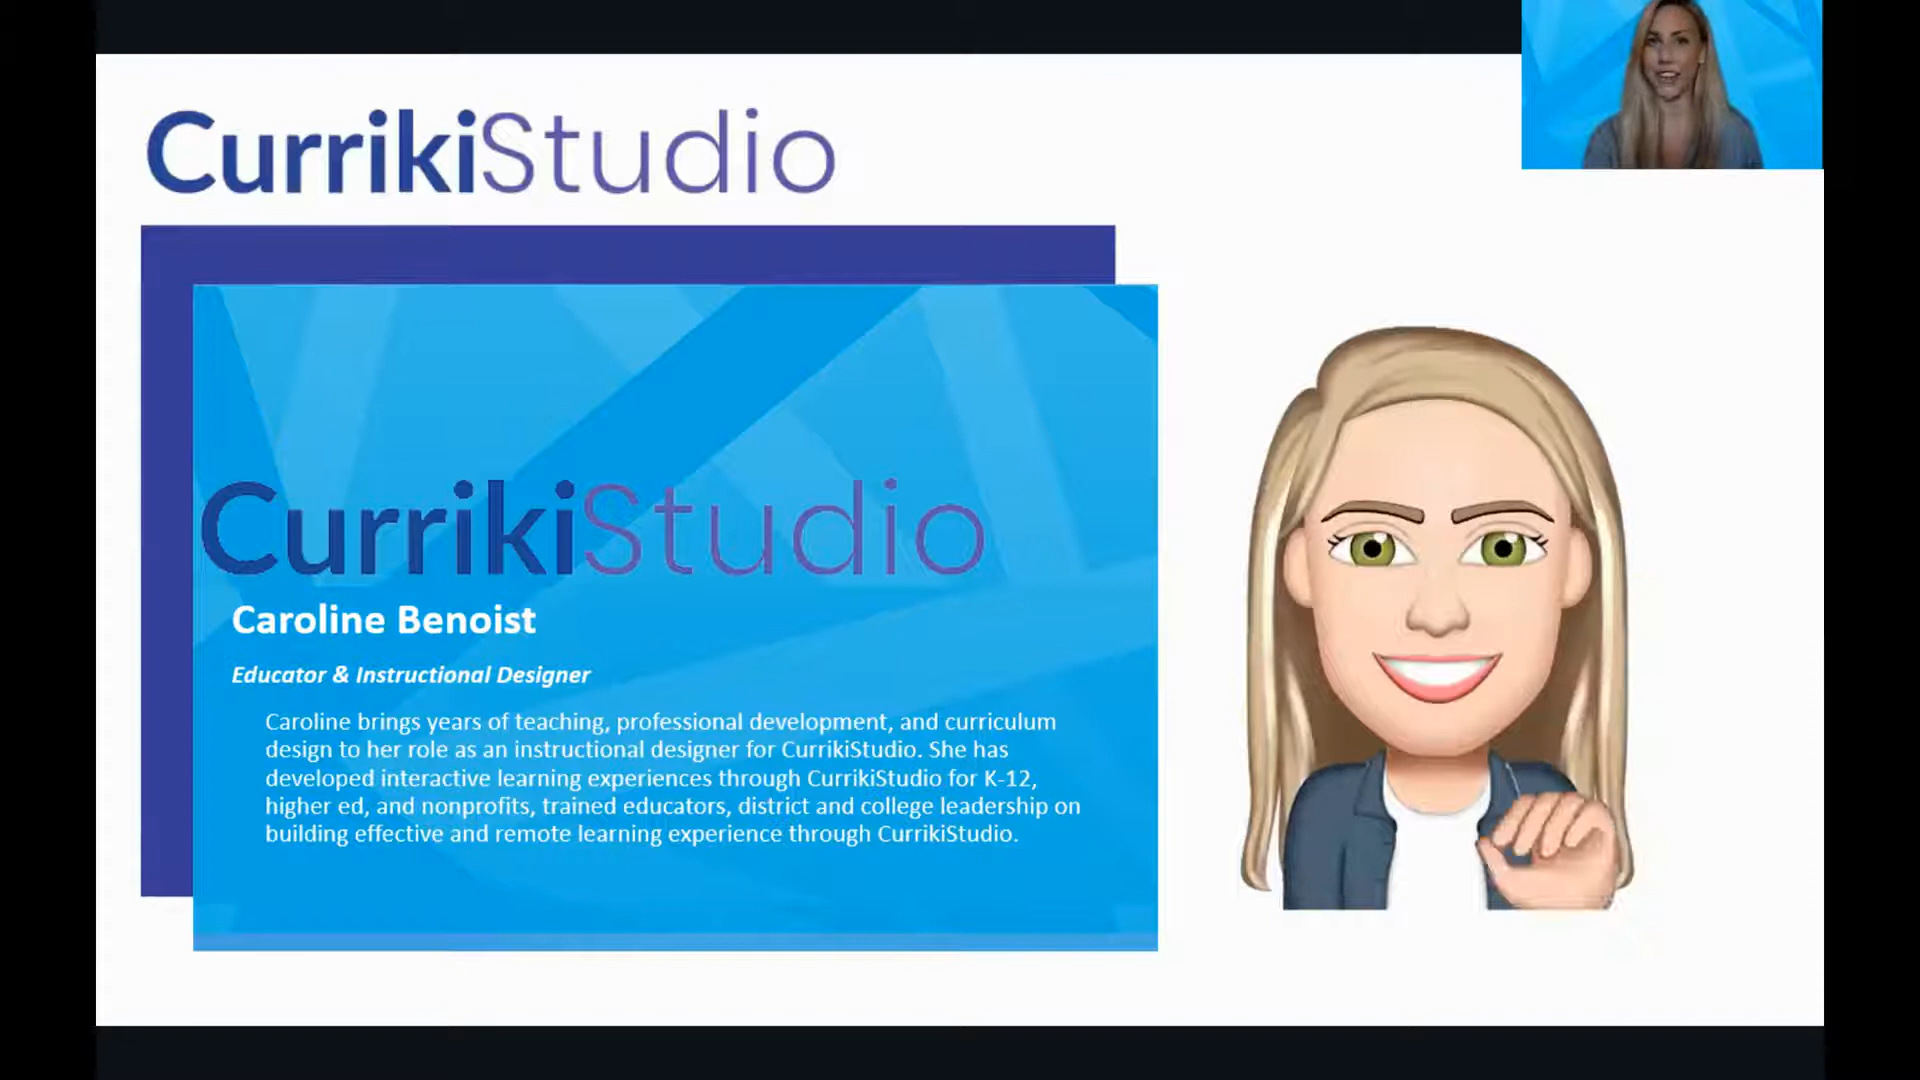 CurrikiStudio
CurrikiStudio
Caroline Benoist
Educator & Instructional Designer
Caroline brings years of teaching, professional development, and curriculum
design to her role as an instructional designer for CurrikiStudio. She has
developed interactive learning experiences through CurrikiStudio for K-12,
higher ed, and nonprofits, trained educators, district and college leadership on
building effective and remote learning experience through CurrikiStudio.